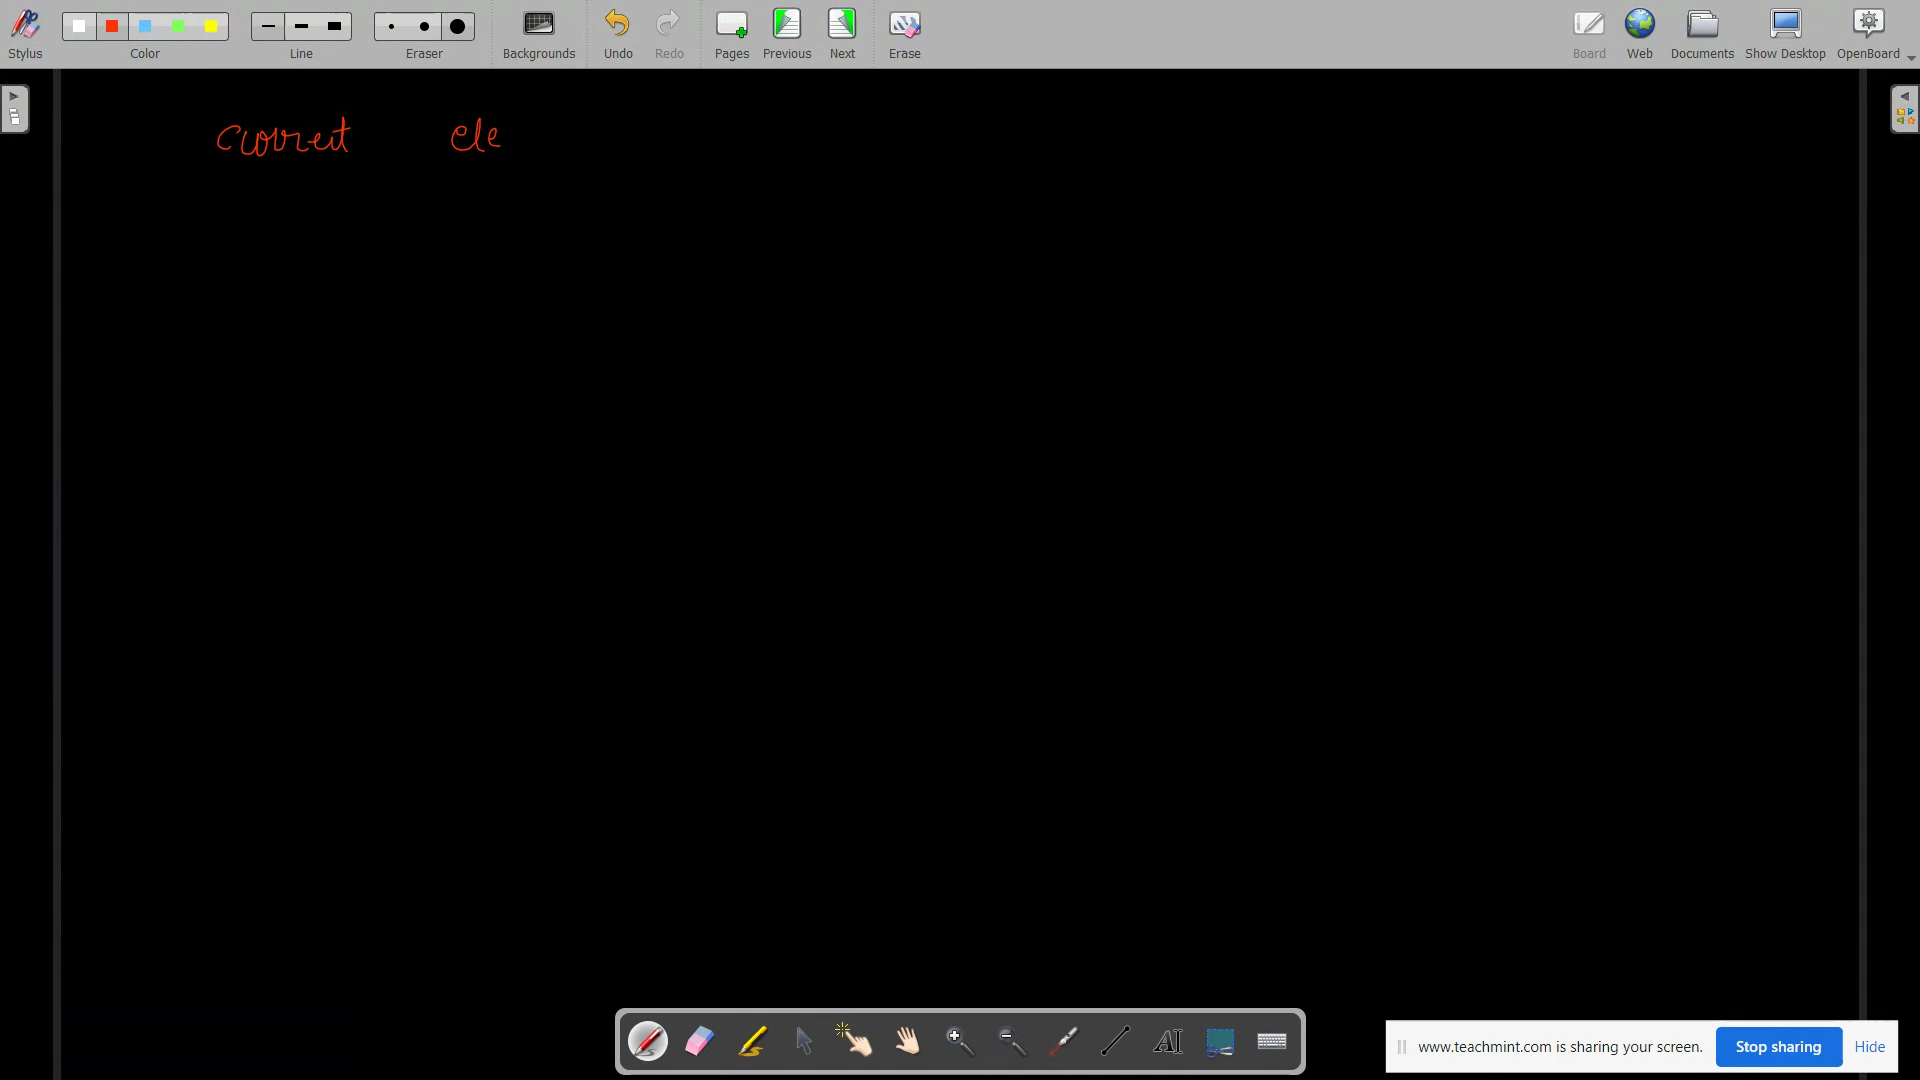 Stylus Color Line Eraser Backgrounds Undo Redo Pages Previous Next Erase Board Web Documents Show Desktop OpenBoard
current ele
www.teachmint.com is sharing your screen. Stop sharing Hide